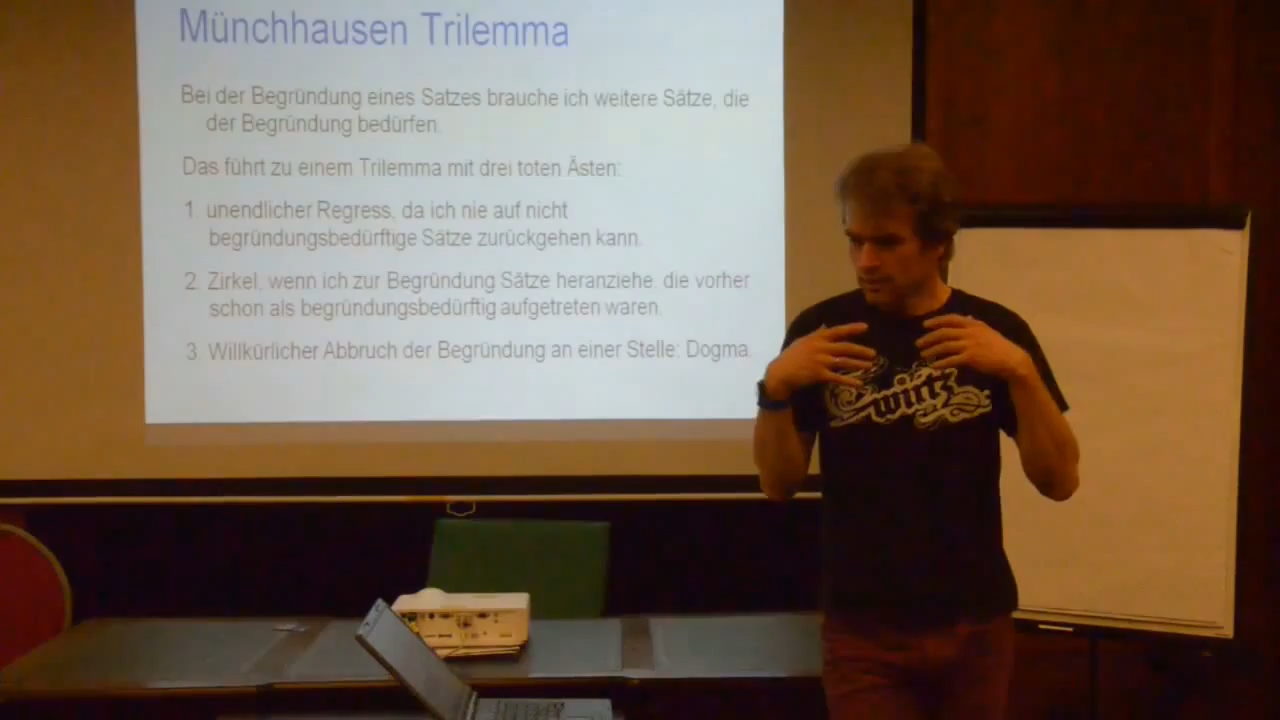 Münchhausen Trilemma
Bei der Begründung eines Satzes brauche ich weitere Sätze, die
der Begründung bedürfen.
Das führt zu einem Trilemma mit drei toten Ästen:
1. unendlicher Regress, da ich nie auf nicht
begründungsbedürftige Sätze zurückgehen kann.
2. Zirkel, wenn ich zur Begründung Sätze heranziehe, die vorher
schon als begründungsbedürftig aufgetreten waren.
3. Willkürlicher Abbruch der Begründung an einer Stelle: Dogma.
wirtz